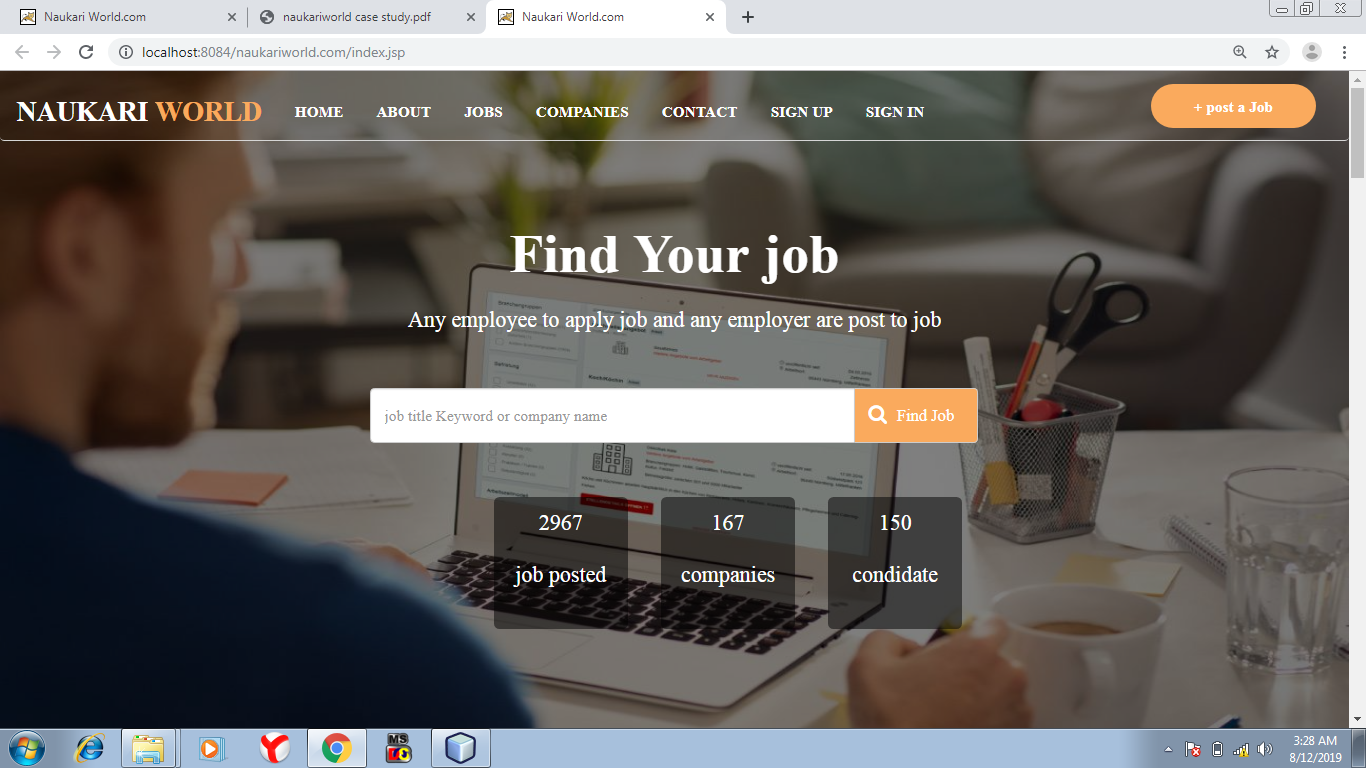 Naukari World.com
naukariworld case study.pdf
Naukari World.com
localhost:8084/naukariworld.com/index.jsp
NAUKARI WORLD
HOME
ABOUT
JOBS
COMPANIES
CONTACT
SIGN UP
SIGN IN
+ post a Job
Find Your job
Any employee to apply job and any employer are post to job
job title Keyword or company name
Find Job
2967
job posted
167
companies
150
condidate
MS
3:28 AM
8/12/2019